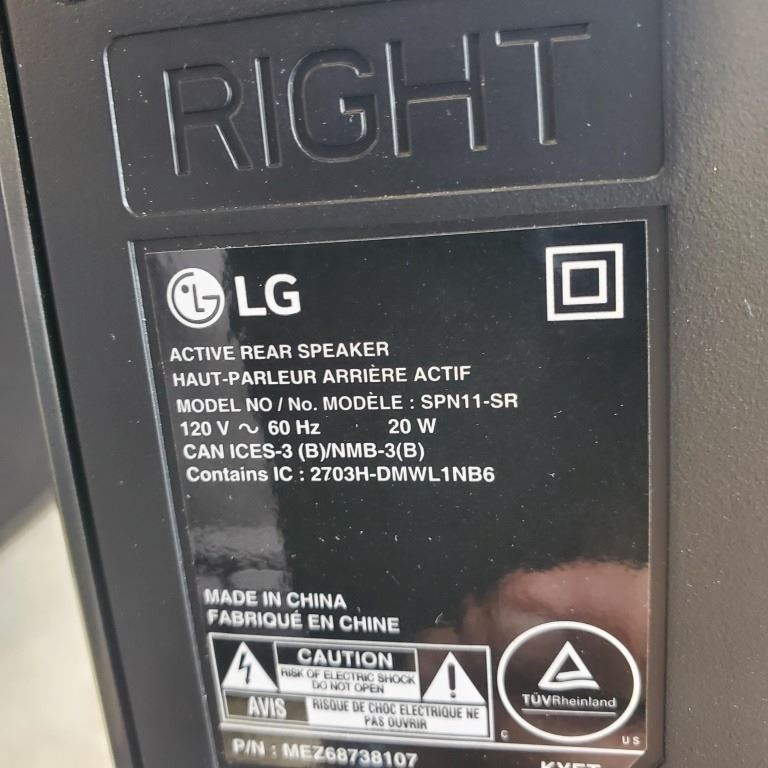 RIGHT
LG
ACTIVE REAR SPEAKER
HAUT-PARLEUR ARRIÈRE ACTIF
MODEL NO / No. MODÈLE : SPN11-SR
120 V ~ 60 Hz 20 W
CAN ICES-3 (B)/NMB-3(B)
Contains IC : 2703H-DMWL1NB6
MADE IN CHINA
FABRIQUÉ EN CHINE
CAUTION
RISK OF ELECTRIC SHOCK
DO NOT OPEN
AVIS
RISQUE DE CHOC ELECTRIQUE NE
PAS OUVRIR
TÜVRheinland
C US
P/N : MEZ68738107